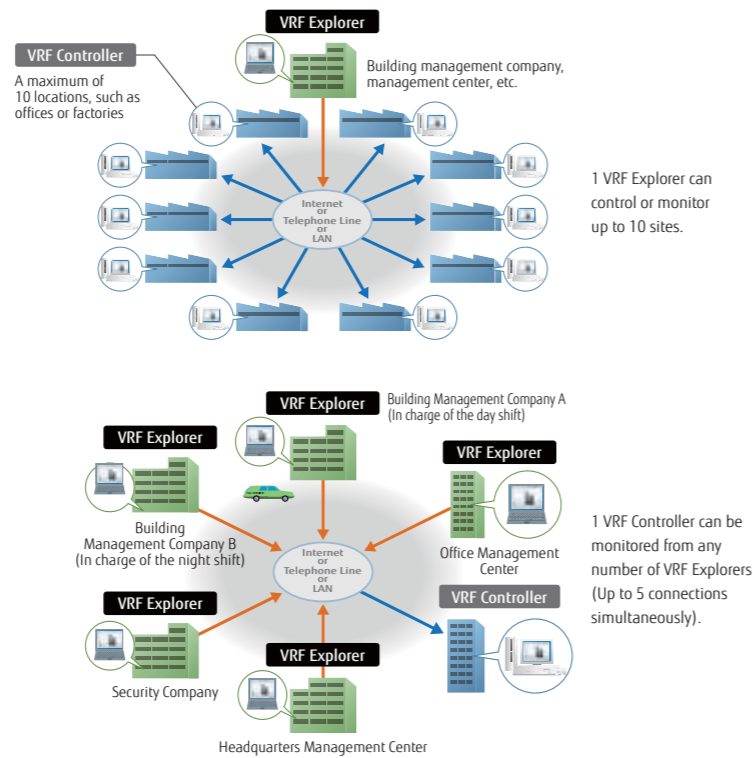 VRF Explorer
VRF Controller
A maximum of
10 locations, such as
offices or factories
Building management company,
management center, etc.
Internet
or
Telephone Line
or
LAN
1 VRF Explorer can
control or monitor
up to 10 sites.
VRF Explorer
Building Management Company A
(In charge of the day shift)
VRF Explorer
Building
Management Company B
(In charge of the night shift)
VRF Explorer
Office Management
Center
Internet
or
Telephone Line
or
LAN
1 VRF Controller can be
monitored from any
number of VRF Explorers
(Up to 5 connections
simultaneously).
VRF Explorer
Security Company
VRF Controller
VRF Explorer
Headquarters Management Center